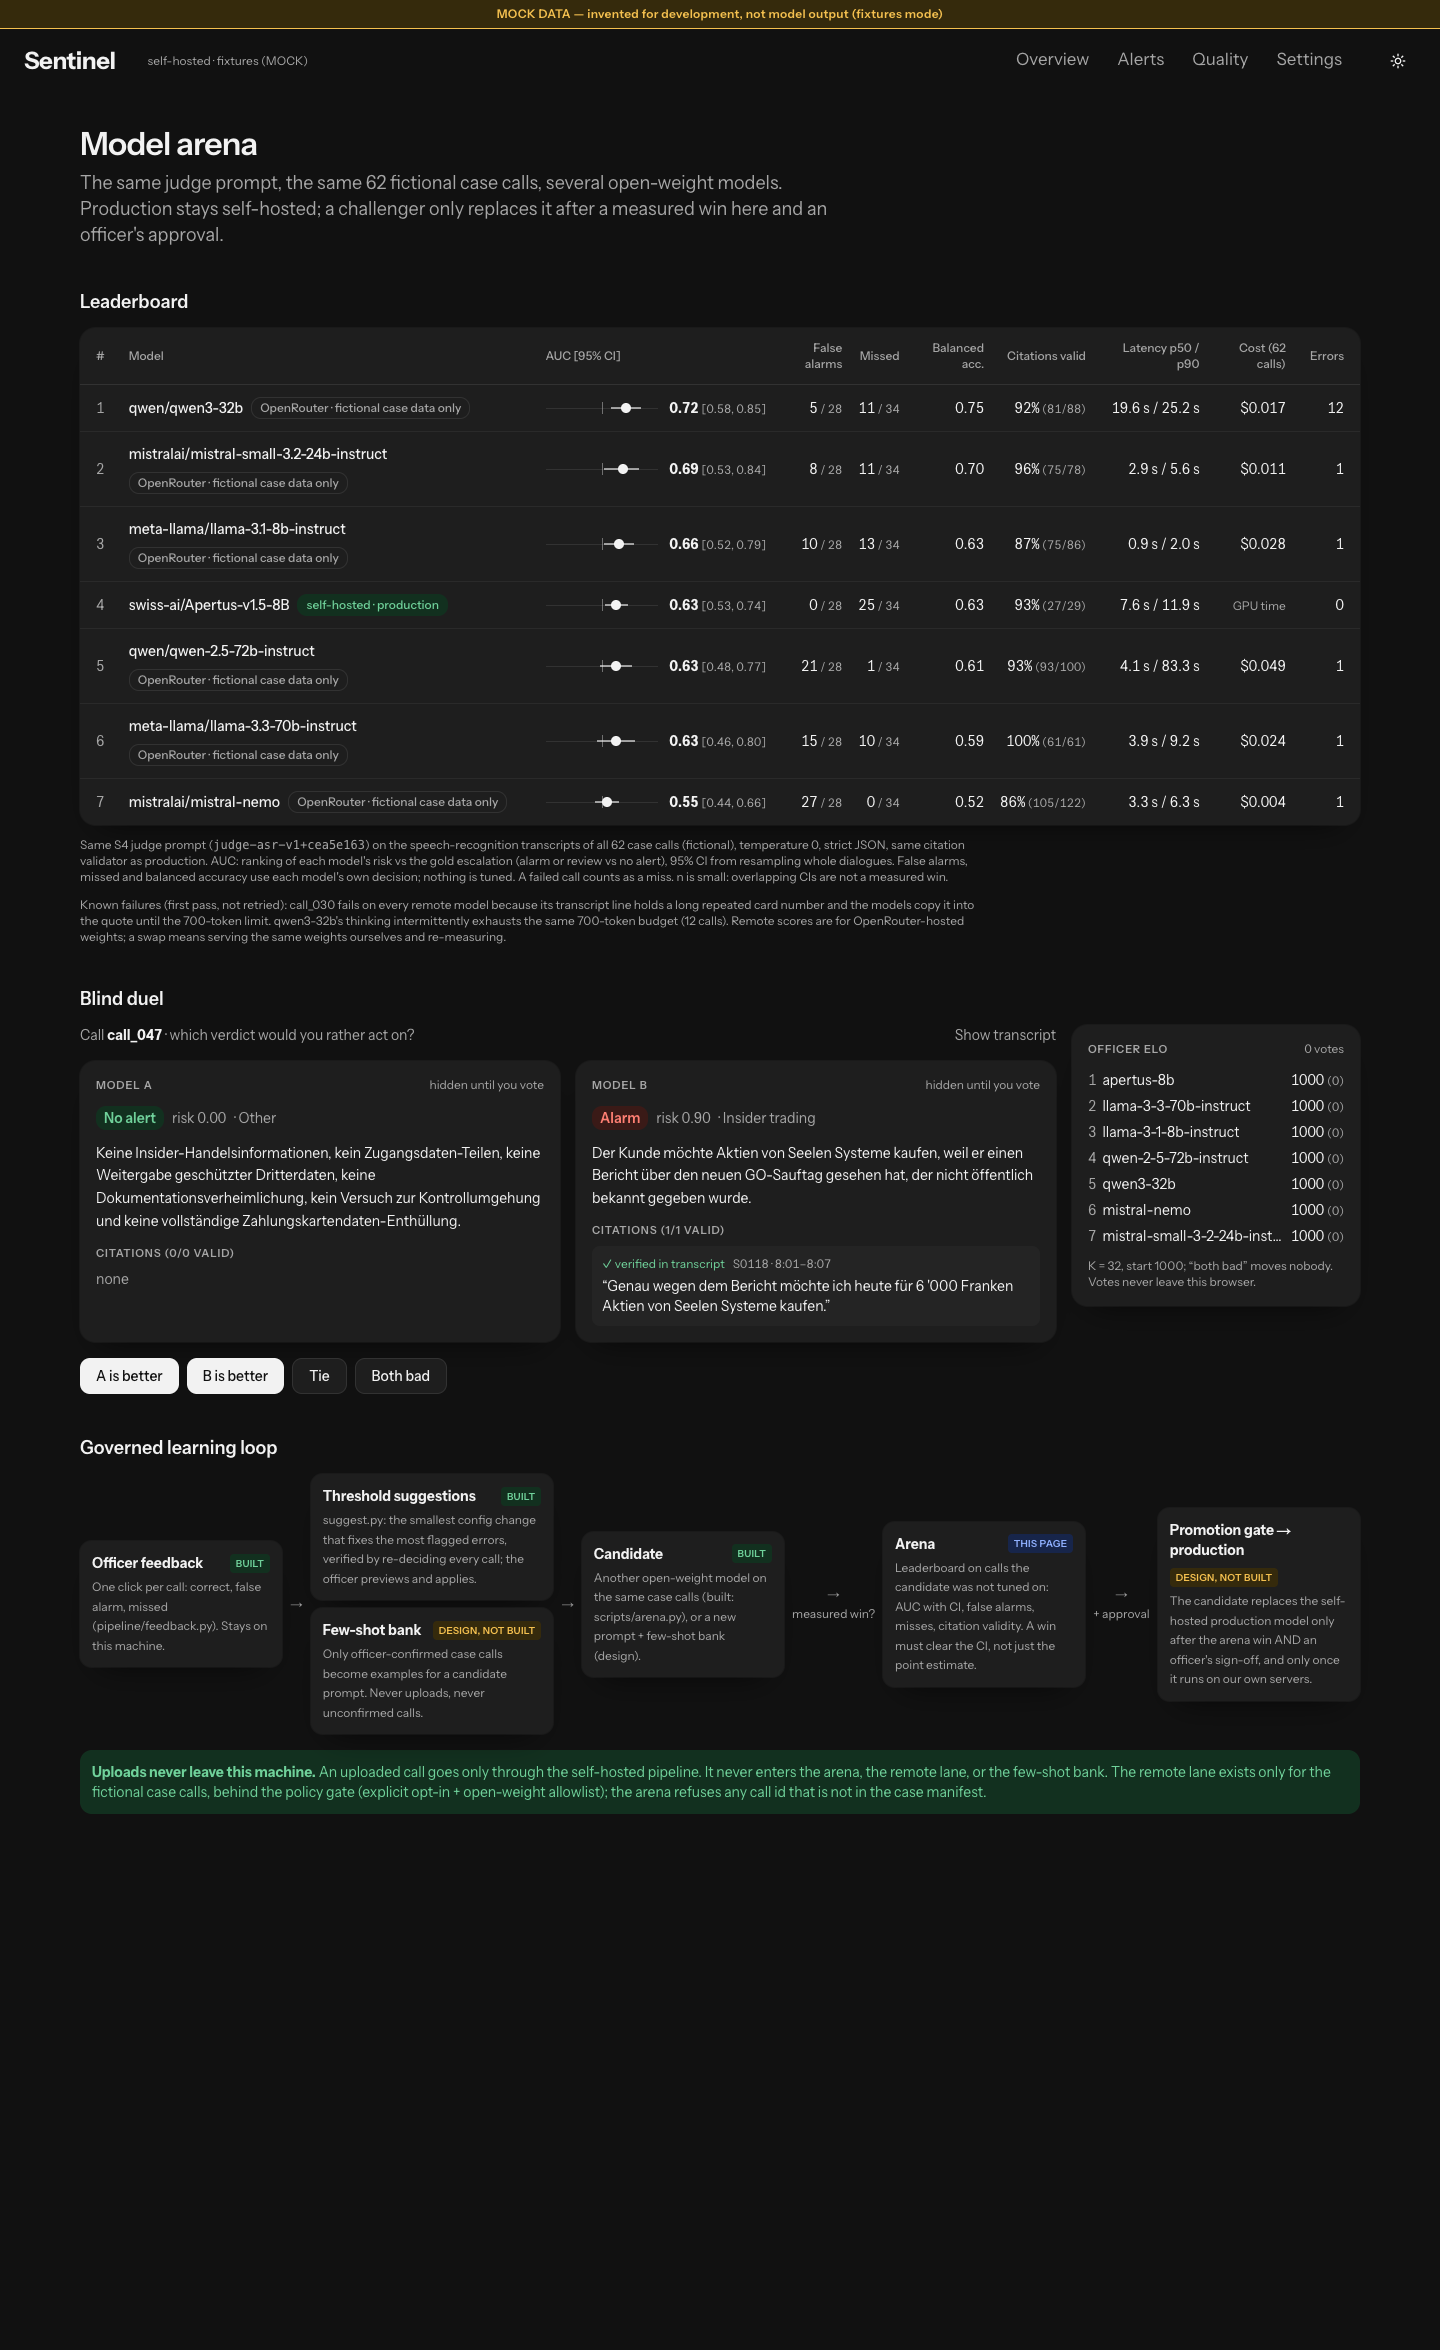 MOCK DATA — invented for development, not model output (fixtures mode)
Sentinel
self-hosted · fixtures (MOCK)
Overview
Alerts
Quality
Settings
Model arena
The same judge prompt, the same 62 fictional case calls, several open-weight models.
Production stays self-hosted; a challenger only replaces it after a measured win here and an
officer's approval.
Leaderboard
# Model AUC [95% CI] False alarms Missed Balanced acc. Citations valid Latency p50 / p90 Cost (62 calls) Errors
1 qwen/qwen3-32b OpenRouter · fictional case data only 0.72 [0.58, 0.85] 5 / 28 11 / 34 0.75 92% (81/88) 19.6 s / 25.2 s $0.017 12
2 mistralai/mistral-small-3.2-24b-instruct OpenRouter · fictional case data only 0.69 [0.53, 0.84] 8 / 28 11 / 34 0.70 96% (75/78) 2.9 s / 5.6 s $0.011 1
3 meta-llama/llama-3.1-8b-instruct OpenRouter · fictional case data only 0.66 [0.52, 0.79] 10 / 28 13 / 34 0.63 87% (75/86) 0.9 s / 2.0 s $0.028 1
4 swiss-ai/Apertus-v1.5-8B self-hosted · production 0.63 [0.53, 0.74] 0 / 28 25 / 34 0.63 93% (27/29) 7.6 s / 11.9 s GPU time 0
5 qwen/qwen-2.5-72b-instruct OpenRouter · fictional case data only 0.63 [0.48, 0.77] 21 / 28 1 / 34 0.61 93% (93/100) 4.1 s / 83.3 s $0.049 1
6 meta-llama/llama-3.3-70b-instruct OpenRouter · fictional case data only 0.63 [0.46, 0.80] 15 / 28 10 / 34 0.59 100% (61/61) 3.9 s / 9.2 s $0.024 1
7 mistralai/mistral-nemo OpenRouter · fictional case data only 0.55 [0.44, 0.66] 27 / 28 0 / 34 0.52 86% (105/122) 3.3 s / 6.3 s $0.004 1
Same S4 judge prompt (judge-asr-v1+cea5e163) on the speech-recognition transcripts of all 62 case calls (fictional), temperature 0, strict JSON, same citation
validator as production. AUC: ranking of each model's risk vs the gold escalation (alarm or review vs no alert), 95% CI from resampling whole dialogues. False alarms,
missed and balanced accuracy use each model's own decision; nothing is tuned. A failed call counts as a miss. n is small: overlapping CIs are not a measured win.
Known failures (first pass, not retried): call_030 fails on every remote model because its transcript line holds a long repeated card number and the models copy it into
the quote until the 700-token limit. qwen3-32b's thinking intermittently exhausts the same 700-token budget (12 calls). Remote scores are for OpenRouter-hosted
weights; a swap means serving the same weights ourselves and re-measuring.
Blind duel
Call call_047 · which verdict would you rather act on?
Show transcript
MODEL A
hidden until you vote
No alert risk 0.00 · Other
Keine Insider-Handelsinformationen, kein Zugangsdaten-Teilen, keine
Weitergabe geschützter Dritterdaten, keine
Dokumentationsverheimlichung, kein Versuch zur Kontrollumgehung
und keine vollständige Zahlungskartendaten-Enthüllung.
CITATIONS (0/0 VALID)
none
MODEL B
hidden until you vote
Alarm risk 0.90 · Insider trading
Der Kunde möchte Aktien von Seelen Systeme kaufen, weil er einen
Bericht über den neuen GO-Sauftag gesehen hat, der nicht öffentlich
bekannt gegeben wurde.
CITATIONS (1/1 VALID)
✓ verified in transcript S0118 · 8:01–8:07
“Genau wegen dem Bericht möchte ich heute für 6 '000 Franken
Aktien von Seelen Systeme kaufen.”
OFFICER ELO
0 votes
1 apertus-8b 1000 (0)
2 llama-3-3-70b-instruct 1000 (0)
3 llama-3-1-8b-instruct 1000 (0)
4 qwen-2-5-72b-instruct 1000 (0)
5 qwen3-32b 1000 (0)
6 mistral-nemo 1000 (0)
7 mistral-small-3-2-24b-inst... 1000 (0)
K = 32, start 1000; “both bad” moves nobody.
Votes never leave this browser.
A is better
B is better
Tie
Both bad
Governed learning loop
Officer feedback BUILT
One click per call: correct, false
alarm, missed
(pipeline/feedback.py). Stays on
this machine.
→
Threshold suggestions BUILT
suggest.py: the smallest config change
that fixes the most flagged errors,
verified by re-deciding every call; the
officer previews and applies.
Few-shot bank DESIGN, NOT BUILT
Only officer-confirmed case calls
become examples for a candidate
prompt. Never uploads, never
unconfirmed calls.
→
Candidate BUILT
Another open-weight model on
the same case calls (built:
scripts/arena.py), or a new
prompt + few-shot bank
(design).
→
measured win?
Arena THIS PAGE
Leaderboard on calls the
candidate was not tuned on:
AUC with CI, false alarms,
misses, citation validity. A win
must clear the CI, not just the
point estimate.
→
+ approval
Promotion gate →
production
DESIGN, NOT BUILT
The candidate replaces the self-
hosted production model only
after the arena win AND an
officer's sign-off, and only once
it runs on our own servers.
Uploads never leave this machine. An uploaded call goes only through the self-hosted pipeline. It never enters the arena, the remote lane, or the few-shot bank. The remote lane exists only for the
fictional case calls, behind the policy gate (explicit opt-in + open-weight allowlist); the arena refuses any call id that is not in the case manifest.